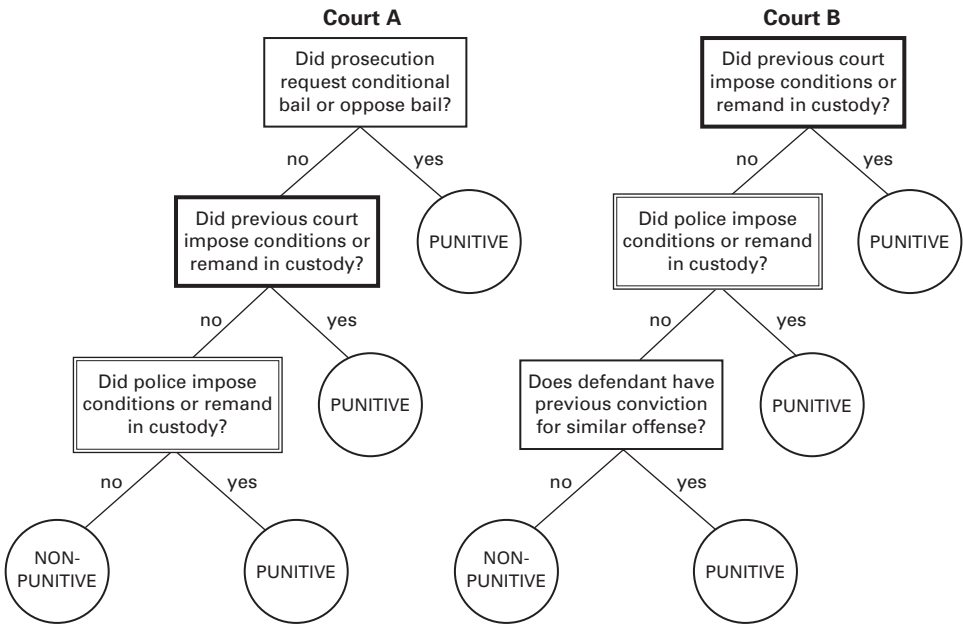 Court A
Did prosecution
request conditional
bail or oppose bail?
no
yes
Did previous court
impose conditions or
remand in custody?
PUNITIVE
no
yes
Did police impose
conditions or remand
in custody?
PUNITIVE
no
yes
NON-
PUNITIVE
PUNITIVE
Court B
Did previous court
impose conditions or
remand in custody?
no
yes
Did police impose
conditions or remand
in custody?
PUNITIVE
no
yes
Does defendant have
previous conviction
for similar offense?
PUNITIVE
no
yes
NON-
PUNITIVE
PUNITIVE